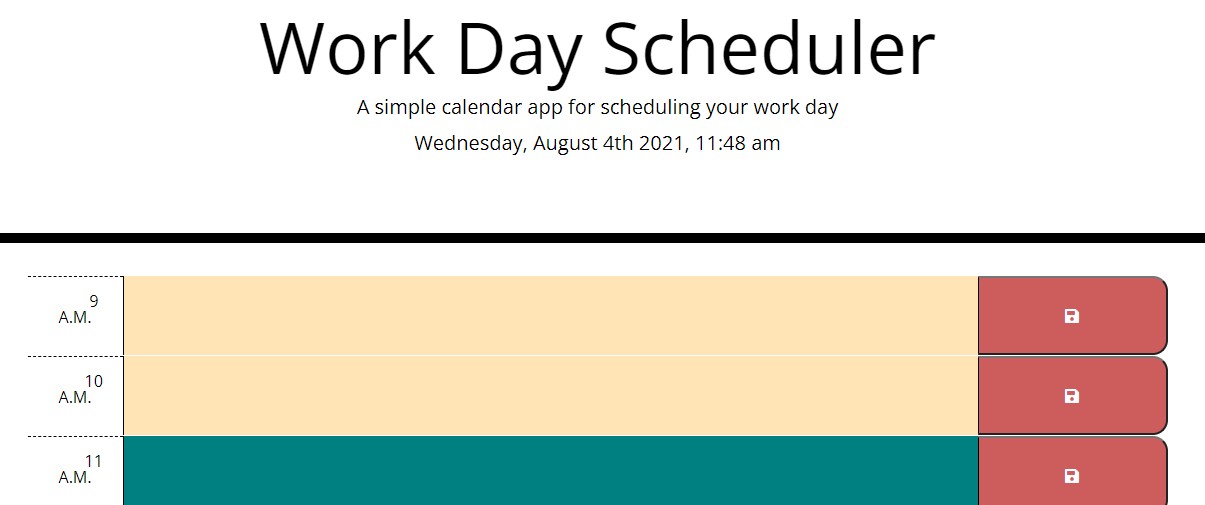 Work Day Scheduler
A simple calendar app for scheduling your work day
Wednesday, August 4th 2021, 11:48 am
9
A.M.
10
A.M.
11
A.M.